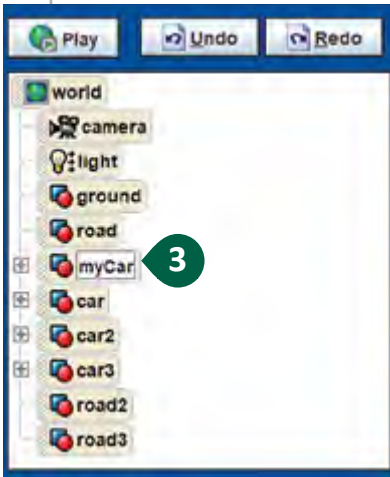 Play Undo Redo
world
camera
light
ground
road
myCar 3
car
car2
car3
road2
road3